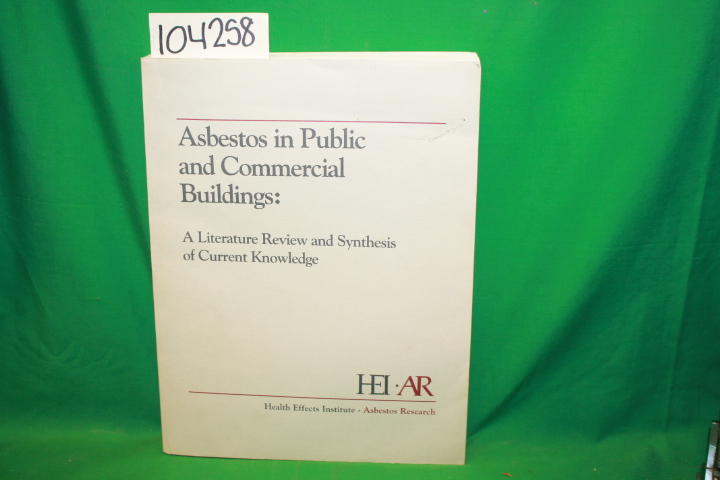 104258
Asbestos in Public
and Commercial
Buildings:
A Literature Review and Synthesis
of Current Knowledge
HEI·AR
Health Effects Institute · Asbestos Research